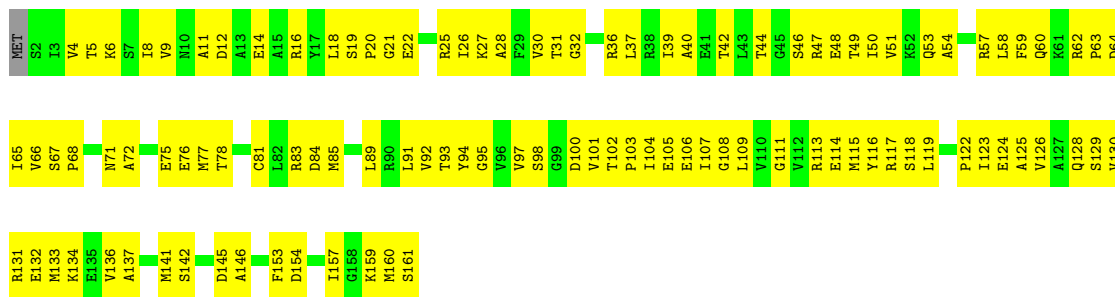 MET S2 I3 V4 T5 K6 S7 I8 V9 N10 A11 D12 A13 E14 A15 R16 Y17 L18 S19 P20 G21 E22 R25 I26 K27 A28 F29 V30 T31 G32 R36 L37 R38 I39 A40 E41 T42 L43 T44 G45 S46 R47 E48 T49 I50 V51 K52 Q53 A54 R57 L58 F59 Q60 K61 R62 P63 D64
I65 V66 S67 P68 N71 A72 E75 E76 M77 T78 C81 L82 R83 D84 M85 L89 R90 L91 V92 T93 Y94 G95 V96 V97 S98 G99 D100 V101 T102 P103 I104 E105 E106 I107 G108 L109 V110 G111 V112 R113 E114 M115 Y116 R117 S118 L119 P122 I123 E124 A125 V126 A127 Q128 S129 V130
R131 E132 M133 K134 E135 V136 A137 M141 S142 D145 A146 F153 D154 I157 G158 K159 M160 S161